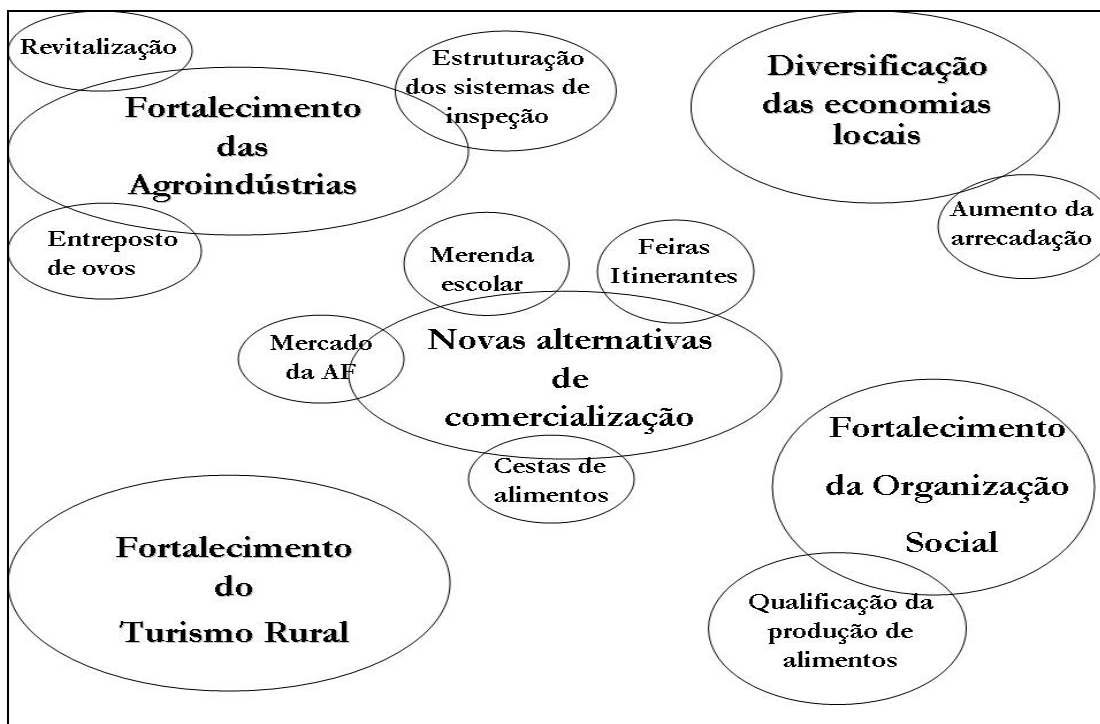 Revitalização
Fortalecimento
das
Agroindústrias
Estruturação
dos sistemas de
inspeção
Diversificação
das economias
locais
Entreposto
de ovos
Aumento da
arrecadação
Merenda
escolar
Feiras
Itinerantes
Mercado
da AF
Novas alternativas
de
comercialização
Cestas de
alimentos
Fortalecimento
da Organização
Social
Fortalecimento
do
Turismo Rural
Qualificação da
produção de
alimentos